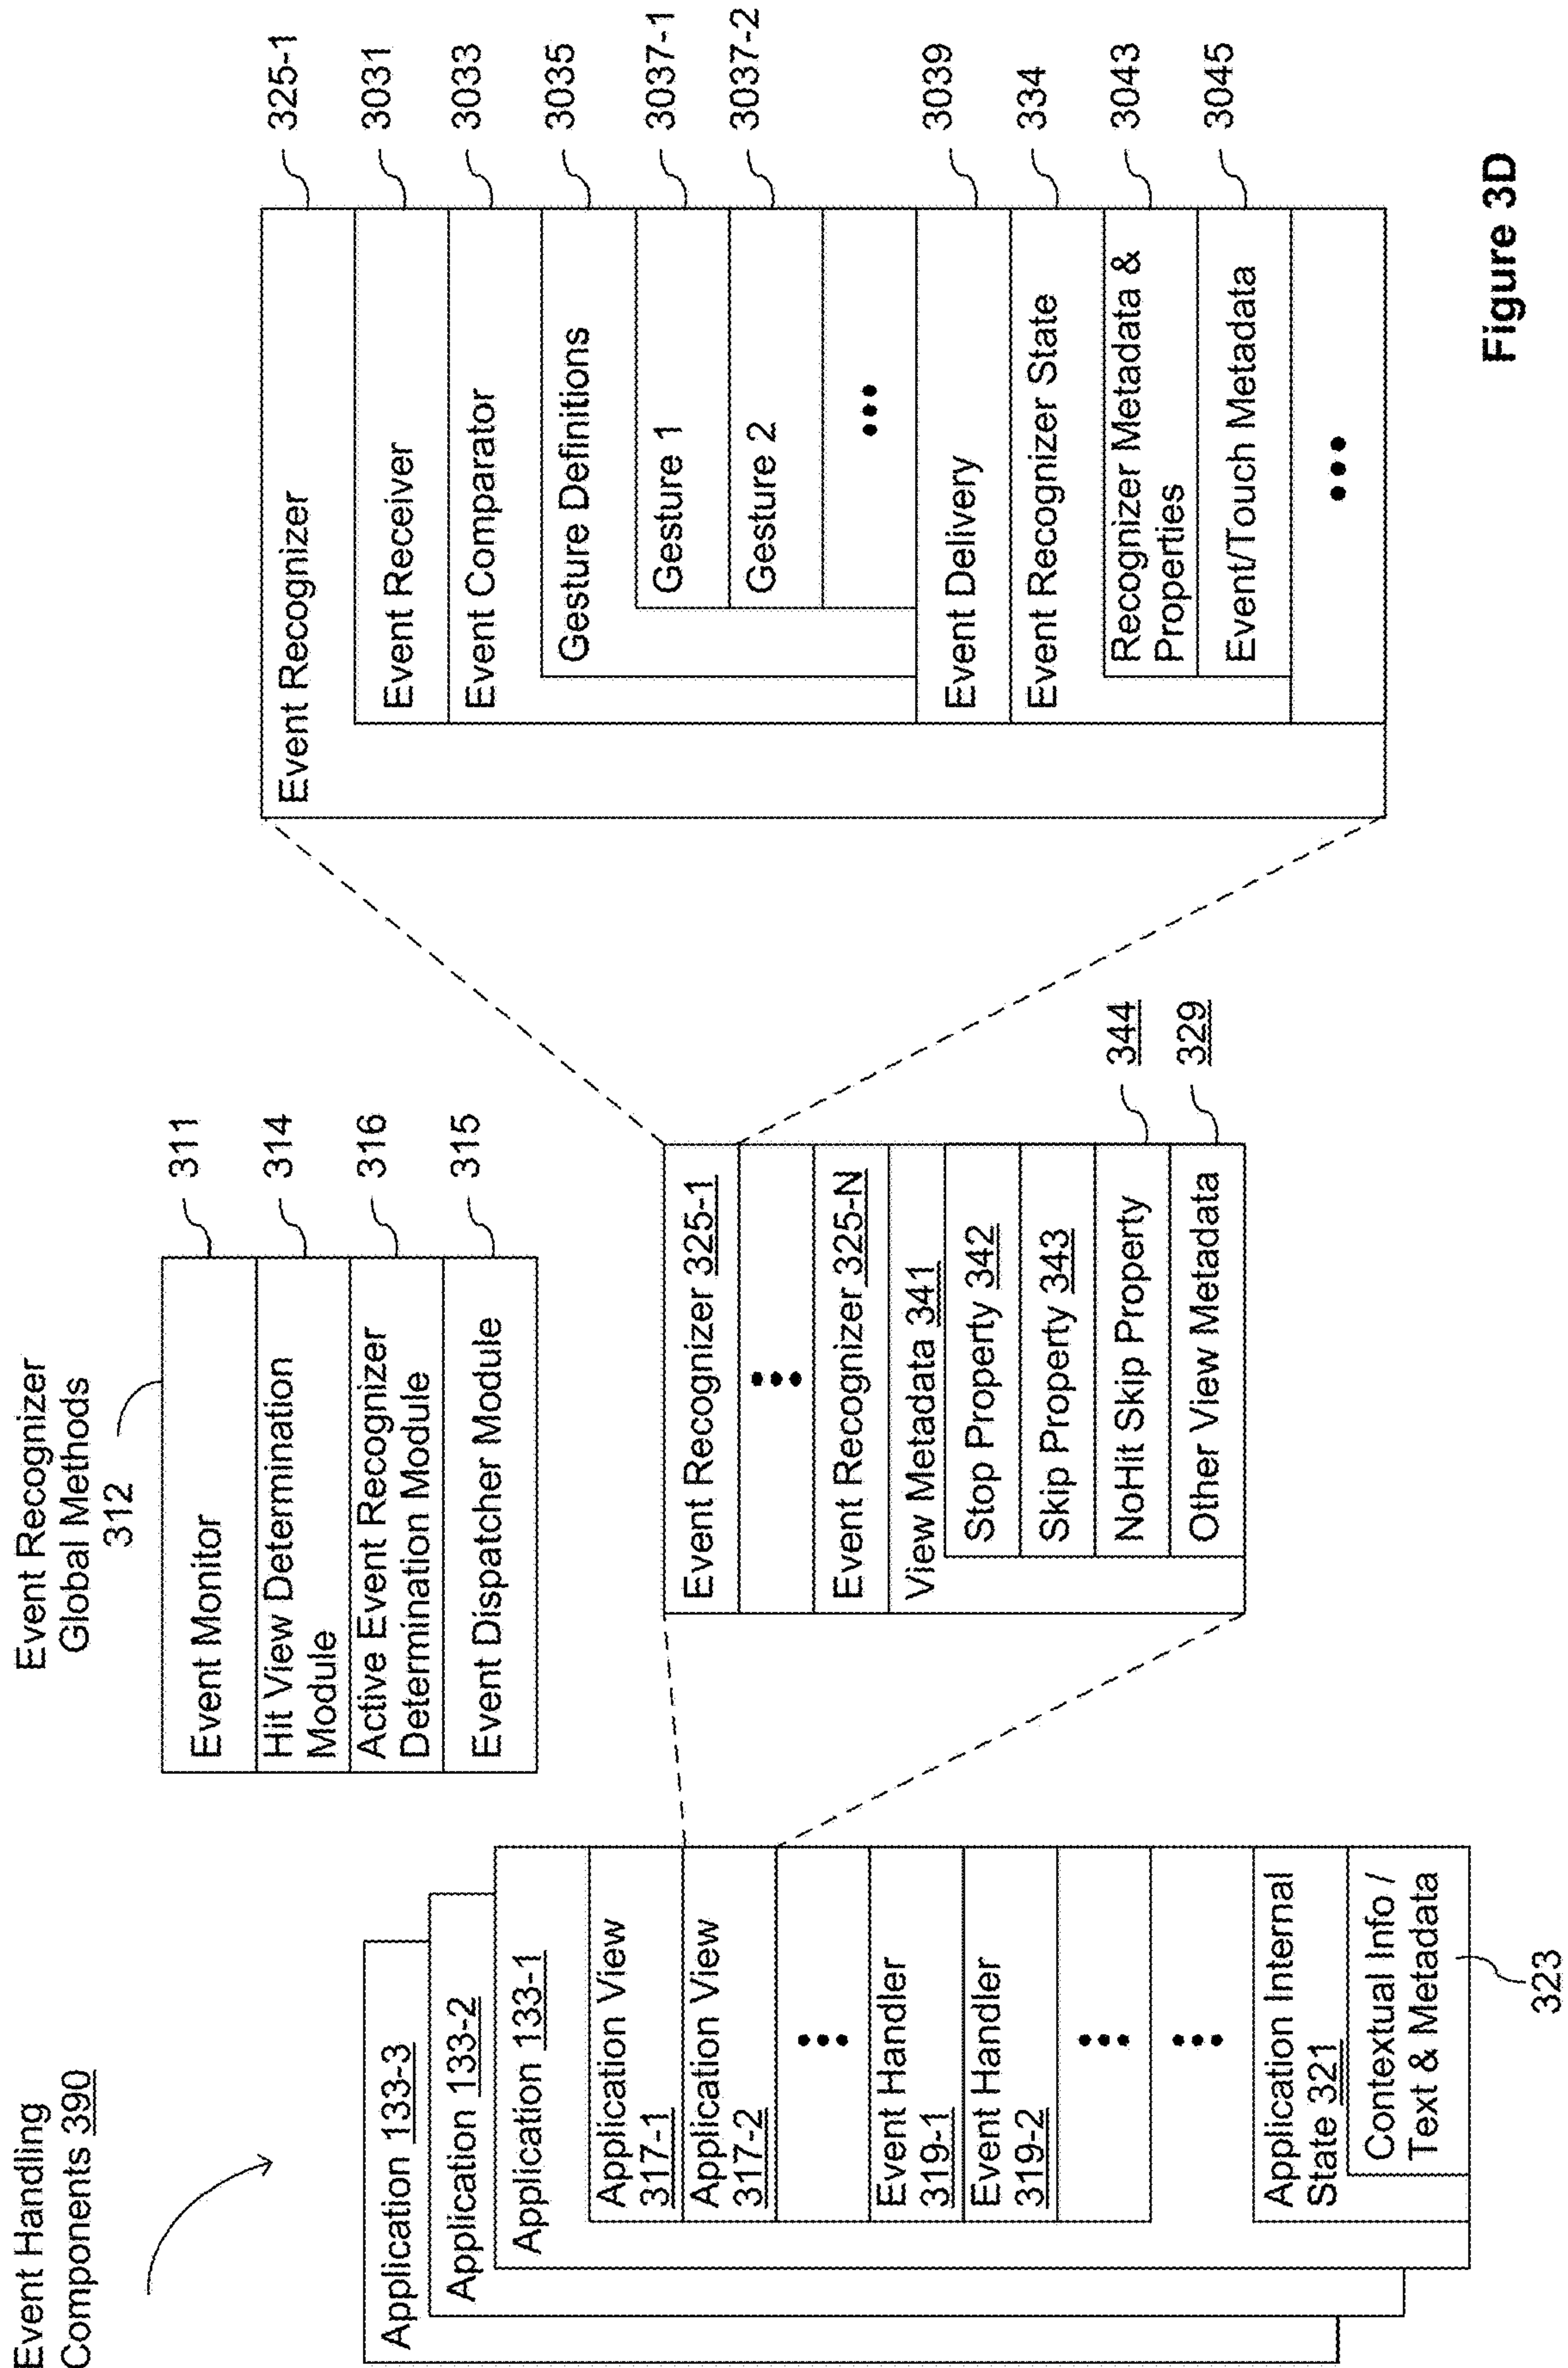 Event Handling
Components 390
Application 133-3
Application 133-2
Application 133-1
Application View
317-1
Application View
317-2
•••
Event Handler
319-1
Event Handler
319-2
•••
•••
Application Internal
State 321
Contextual Info /
Text & Metadata
323
Event Recognizer
Global Methods
312
Event Monitor
311
Hit View Determination
Module
314
Active Event Recognizer
Determination Module
316
Event Dispatcher Module
315
Event Recognizer 325-1
•••
Event Recognizer 325-N
View Metadata 341
Stop Property 342
Skip Property 343
NoHit Skip Property
344
Other View Metadata
329
Event Recognizer
325-1
Event Receiver
3031
Event Comparator
3033
Gesture Definitions
3035
Gesture 1
3037-1
Gesture 2
3037-2
•••
Event Delivery
3039
Event Recognizer State
334
Recognizer Metadata &
Properties
3043
Event/Touch Metadata
3045
•••
Figure 3D